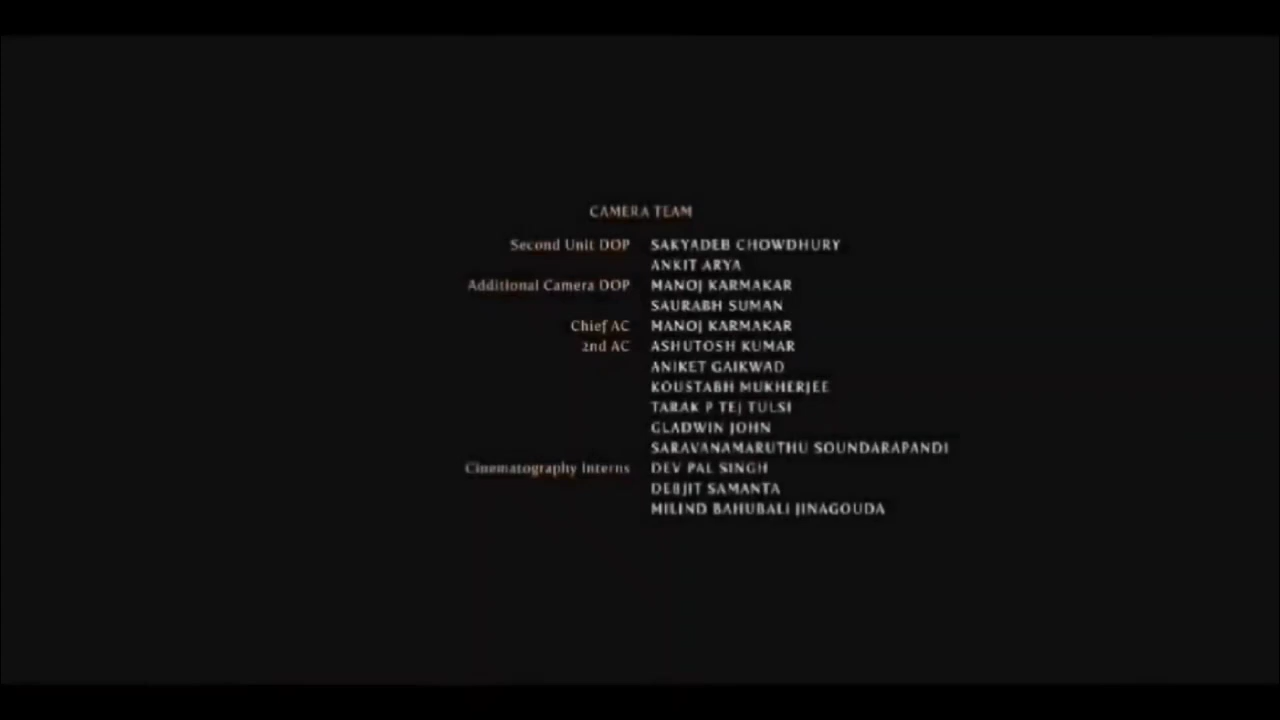 CAMERA TEAM
Second Unit DOP SAKYADEB CHOWDHURY
ANKIT ARYA
Additional Camera DOP MANOJ KARMAKAR
SAURABH SUMAN
Chief AC MANOJ KARMAKAR
2nd AC ASHUTOSH KUMAR
ANIKET GAIKWAD
KOUSTABH MUKHERJEE
TARAK P TEJ TULSI
GLADWIN JOHN
SARAVANAMARUTHU SOUNDARAPANDI
Cinematography Interns DEV PAL SINGH
DEBJIT SAMANTA
MILIND BAHUBALI JINAGOUDA